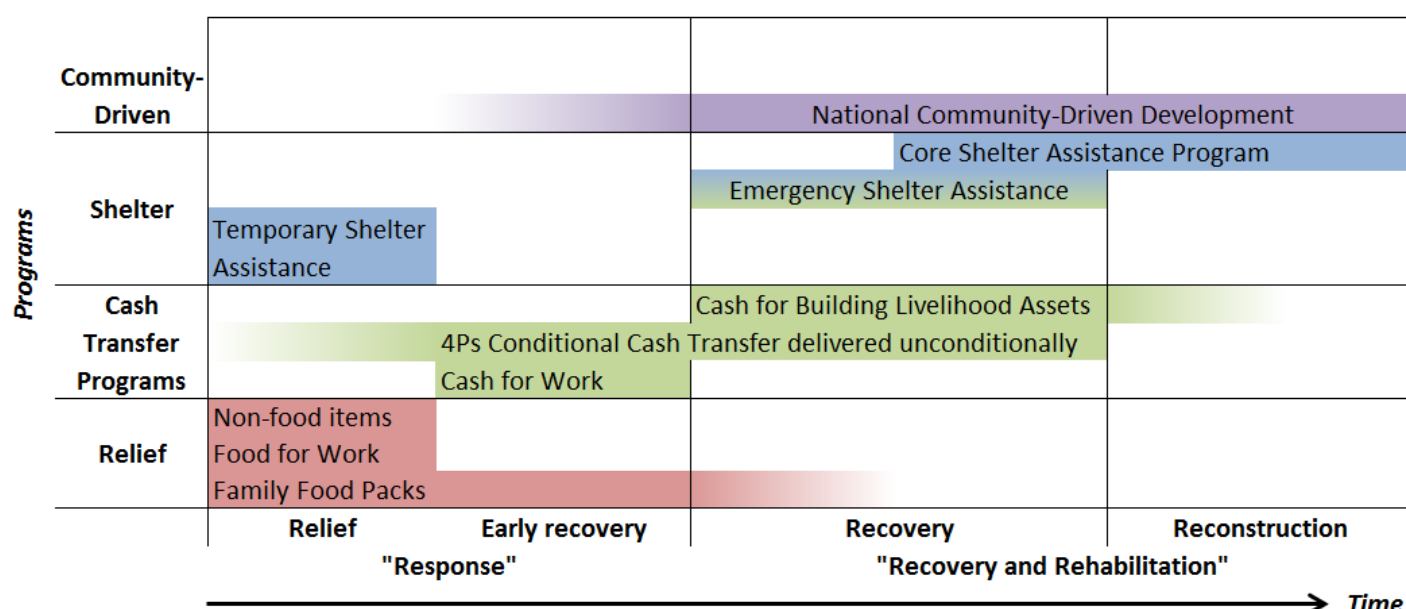 Programs
Community-
Driven
National Community-Driven Development
Shelter
Core Shelter Assistance Program
Emergency Shelter Assistance
Temporary Shelter
Assistance
Cash
Transfer
Programs
Cash for Building Livelihood Assets
4Ps Conditional Cash Transfer delivered unconditionally
Cash for Work
Relief
Non-food items
Food for Work
Family Food Packs
Relief
Early recovery
Recovery
Reconstruction
"Response"
"Recovery and Rehabilitation"
Time